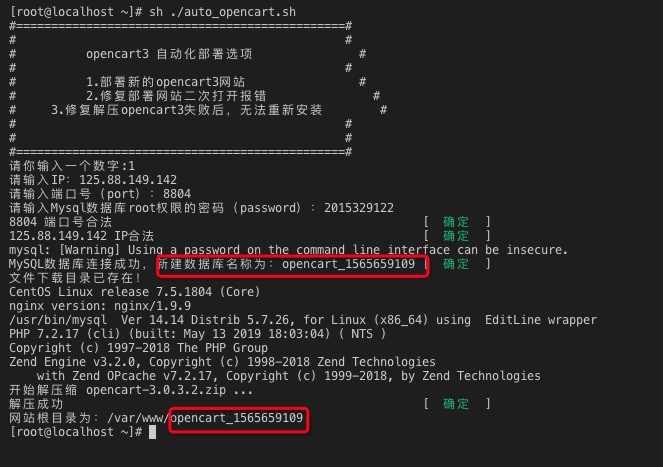 [root@localhost ~]# sh ./auto_opencart.sh
#==============================================#
#                                              #
#          opencart3 自动化部署选项               #
#                                              #
#          1.部署新的opencart3网站                #
#          2.修复部署网站二次打开报错                #
#     3.修复解压opencart3失败后，无法重新安装        #
#                                              #
#                                              #
#==============================================#
请你输入一个数字:1
请输入IP: 125.88.149.142
请输入端口号 (port) : 8804
请输入Mysql数据库root权限的密码 (password) : 2015329122
8804 端口号合法                                             [  确定  ]
125.88.149.142 IP合法                                      [  确定  ]
mysql: [Warning] Using a password on the command line interface can be insecure.
MySQL数据库连接成功, 新建数据库名称为: opencart_1565659109 [  确定  ]
文件下载目录已存在!
CentOS Linux release 7.5.1804 (Core)
nginx version: nginx/1.9.9
/usr/bin/mysql  Ver 14.14 Distrib 5.7.26, for Linux (x86_64) using  EditLine wrapper
PHP 7.2.17 (cli) (built: May 13 2019 18:03:04) ( NTS )
Copyright (c) 1997-2018 The PHP Group
Zend Engine v3.2.0, Copyright (c) 1998-2018 Zend Technologies
    with Zend OPcache v7.2.17, Copyright (c) 1999-2018, by Zend Technologies
开始解压缩 opencart-3.0.3.2.zip ...
解压成功                                                   [  确定  ]
网站根目录为: /var/www/opencart_1565659109
[root@localhost ~]#